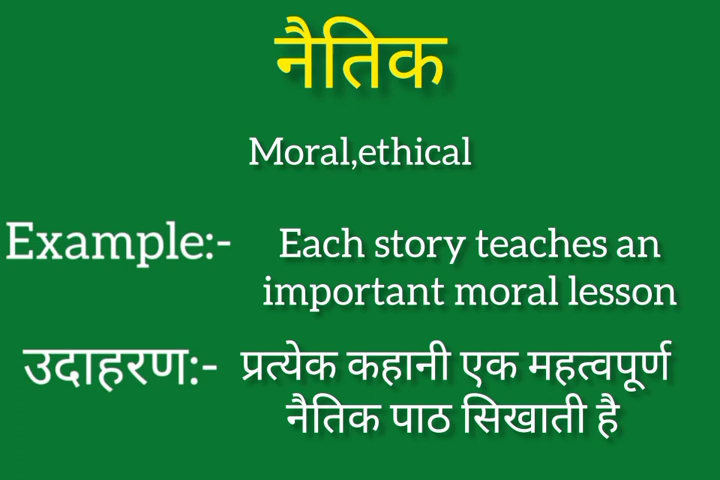 नैतिक
Moral,ethical
Example:- Each story teaches an
important moral lesson
उदाहरण:- प्रत्येक कहानी एक महत्वपूर्ण
नैतिक पाठ सिखाती है